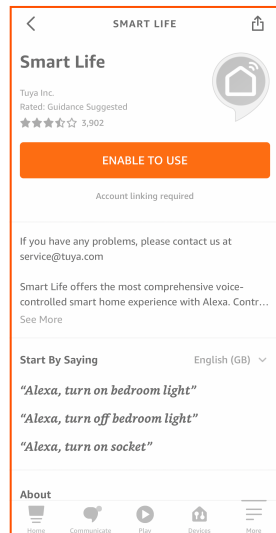 SMART LIFE
Smart Life
Tuya Inc.
Rated: Guidance Suggested
3,902
ENABLE TO USE
Account linking required
If you have any problems, please contact us at
service@tuya.com
Smart Life offers the most comprehensive voice-
controlled smart home experience with Alexa. Contr...
See More
Start By Saying English (GB)
“Alexa, turn on bedroom light”
“Alexa, turn off bedroom light”
“Alexa, turn on socket”
About
Home Communicate Play Devices More